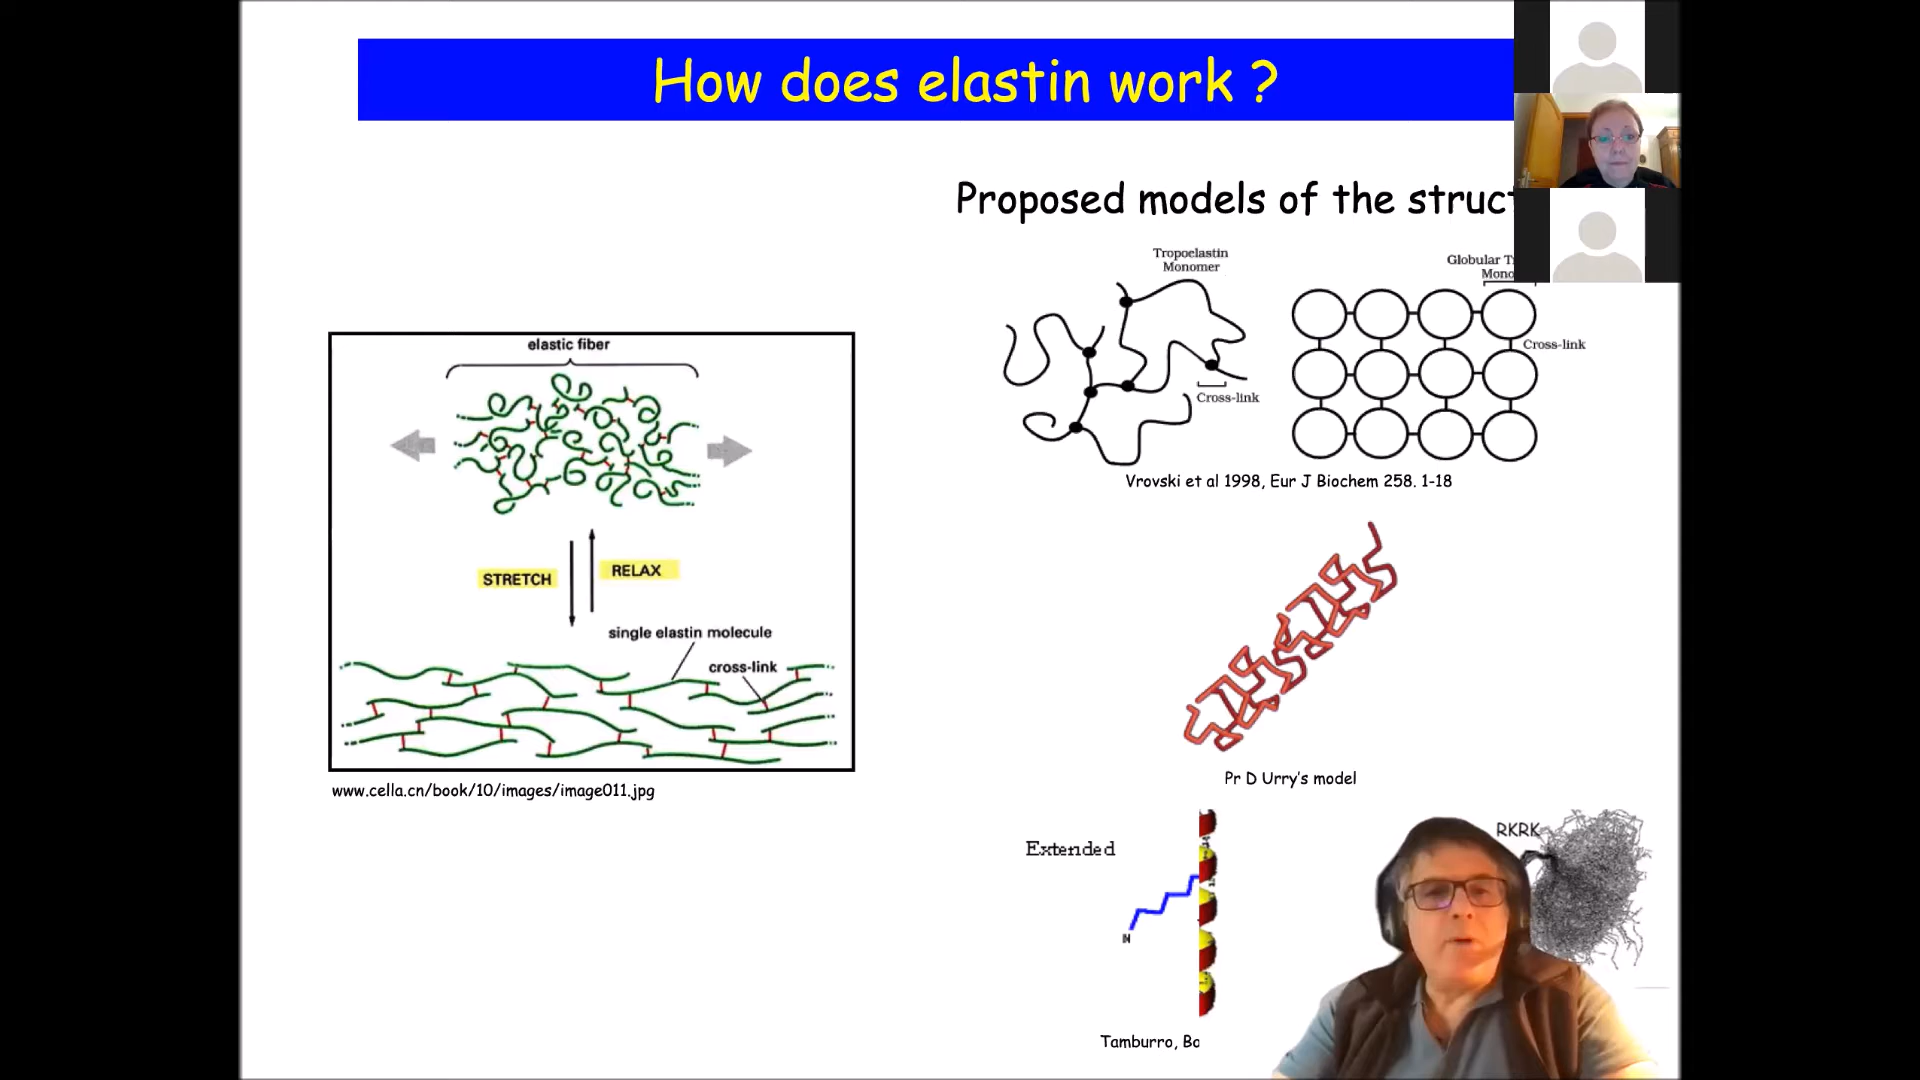 How does elastin work ?
Proposed models of the struct
Tropoelastin
Monomer
Cross-link
Globular T
Mono
Cross-link
Vrovski et al 1998, Eur J Biochem 258. 1-18
elastic fiber
STRETCH
RELAX
single elastin molecule
cross-link
www.cella.cn/book/10/images/image011.jpg
Pr D Urry's model
Extended
N
RKRK
Tamburro, Bo